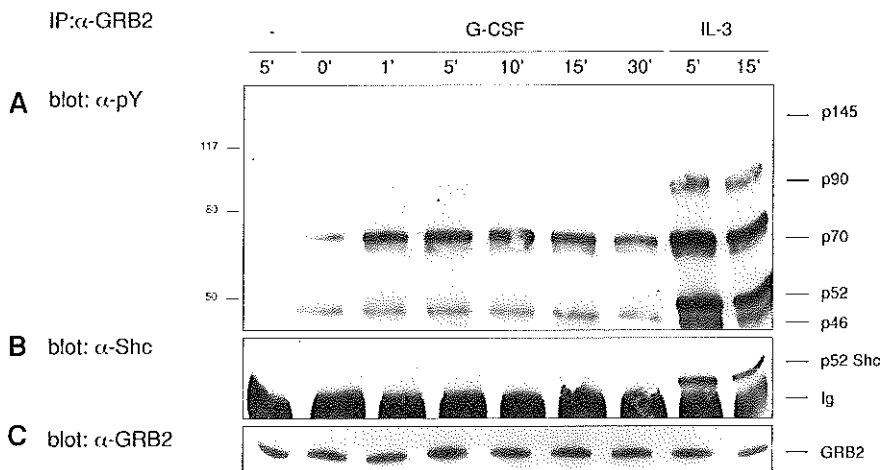 IP:α-GRB2
- G-CSF IL-3
5' 0' 1' 5' 10' 15' 30' 5' 15'
A blot: α-pY
p145
117
p90
83
p70
50
p52
p46
B blot: α-Shc
p52 Shc
Ig
C blot: α-GRB2
GRB2